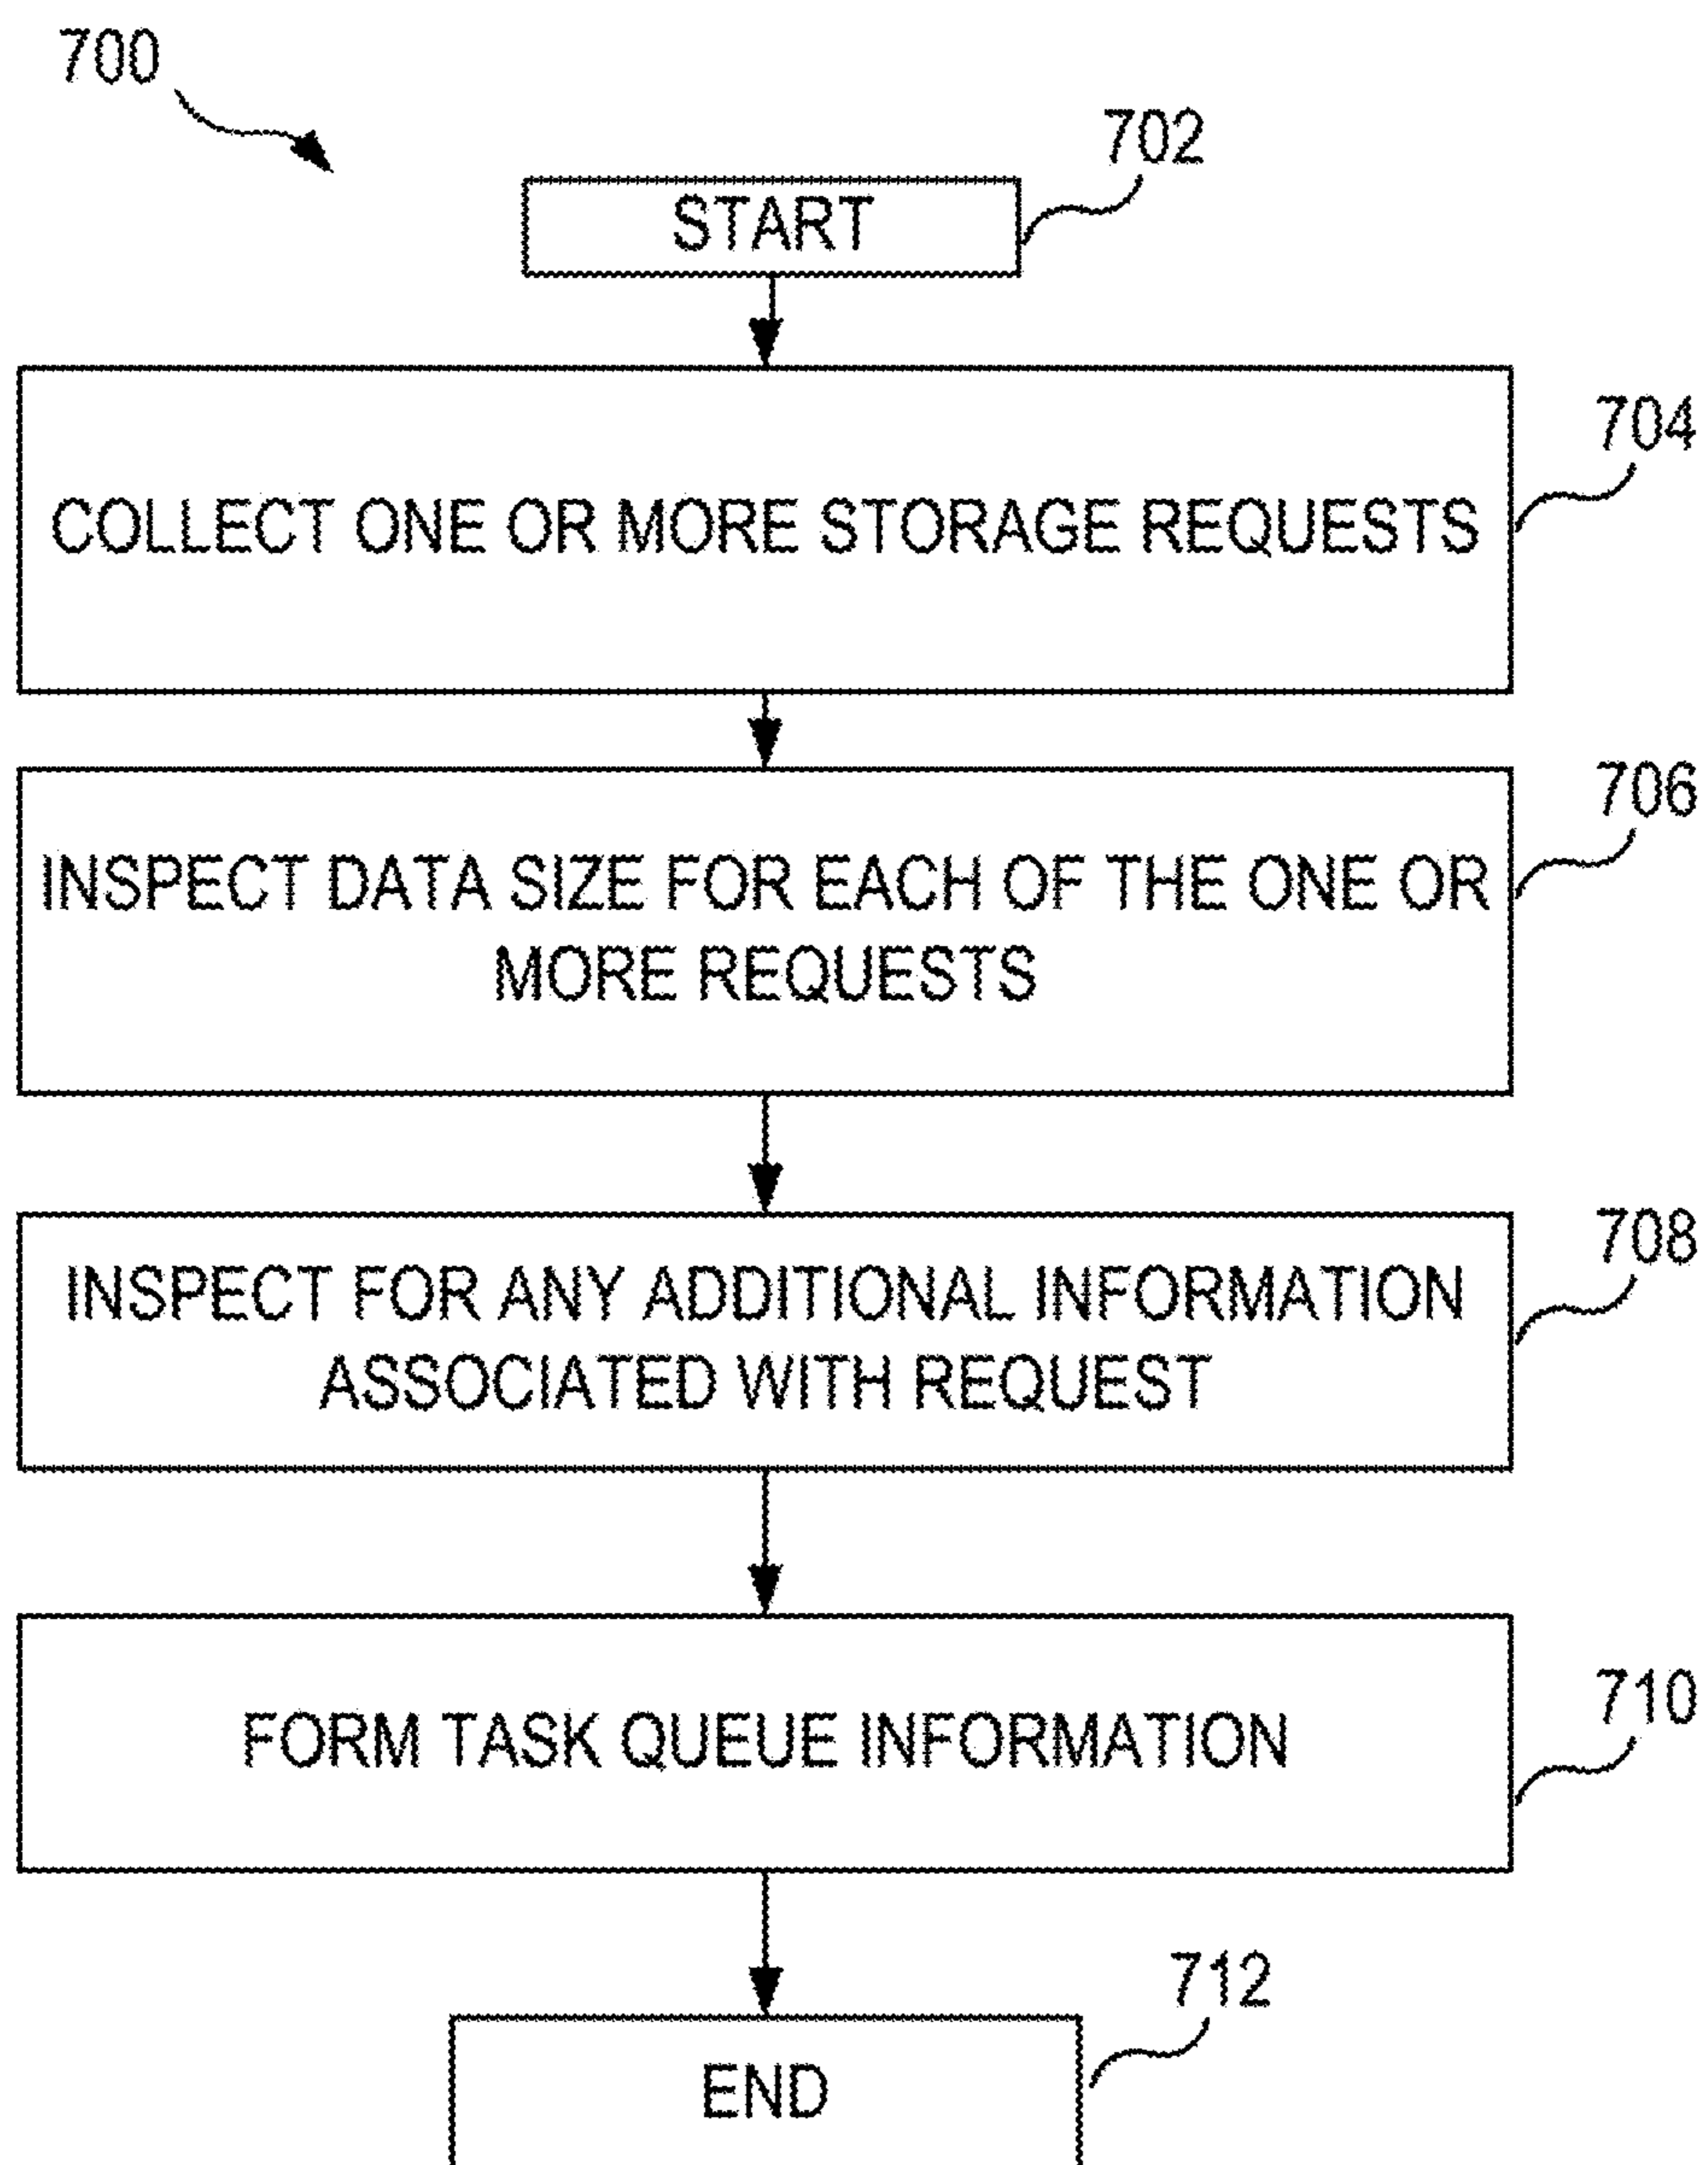 700
702
START
704
COLLECT ONE OR MORE STORAGE REQUESTS
706
INSPECT DATA SIZE FOR EACH OF THE ONE OR
MORE REQUESTS
708
INSPECT FOR ANY ADDITIONAL INFORMATION
ASSOCIATED WITH REQUEST
710
FORM TASK QUEUE INFORMATION
712
END